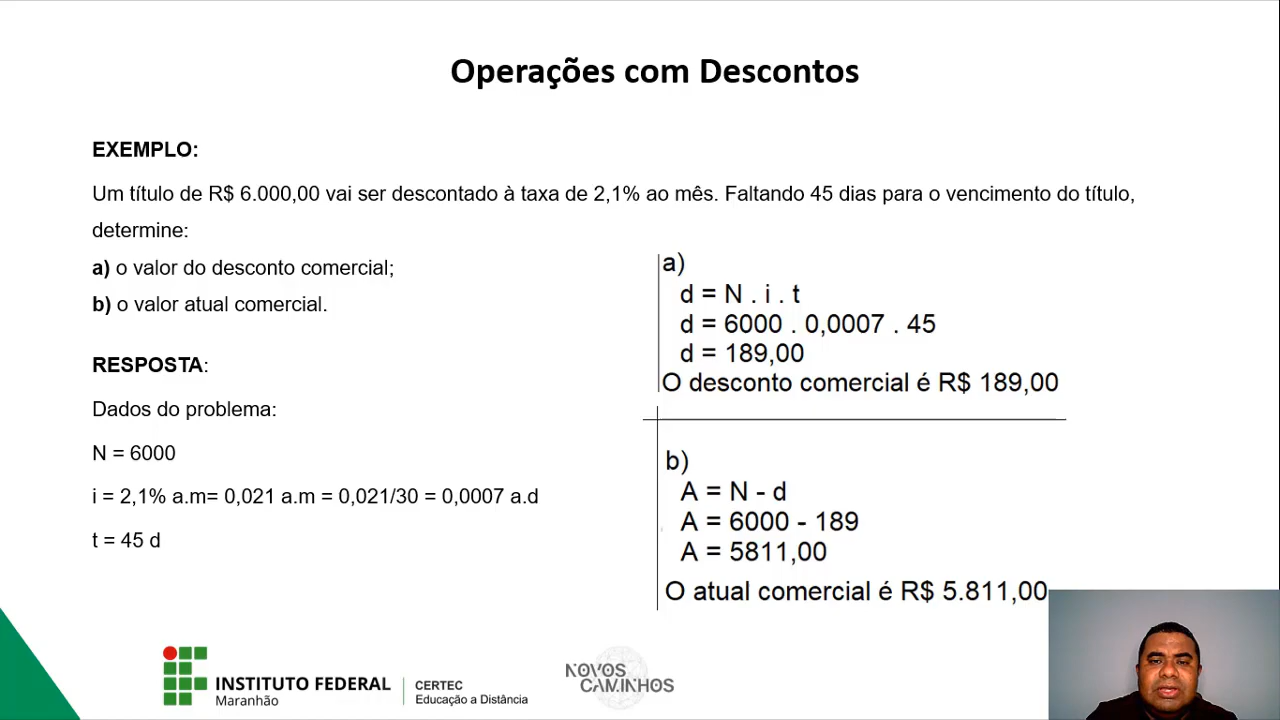 Operações com Descontos
EXEMPLO:
Um título de R$ 6.000,00 vai ser descontado à taxa de 2,1% ao mês. Faltando 45 dias para o vencimento do título,
determine:
a) o valor do desconto comercial;
b) o valor atual comercial.
RESPOSTA:
Dados do problema:
N = 6000
i = 2,1% a.m= 0,021 a.m = 0,021/30 = 0,0007 a.d
t = 45 d
a)
d = N . i . t
d = 6000 . 0,0007 . 45
d = 189,00
O desconto comercial é R$ 189,00
b)
A = N - d
A = 6000 - 189
A = 5811,00
O atual comercial é R$ 5.811,00
INSTITUTO FEDERAL
Maranhão
CERTEC
Educação a Distância
NOVOS
CAMINHOS